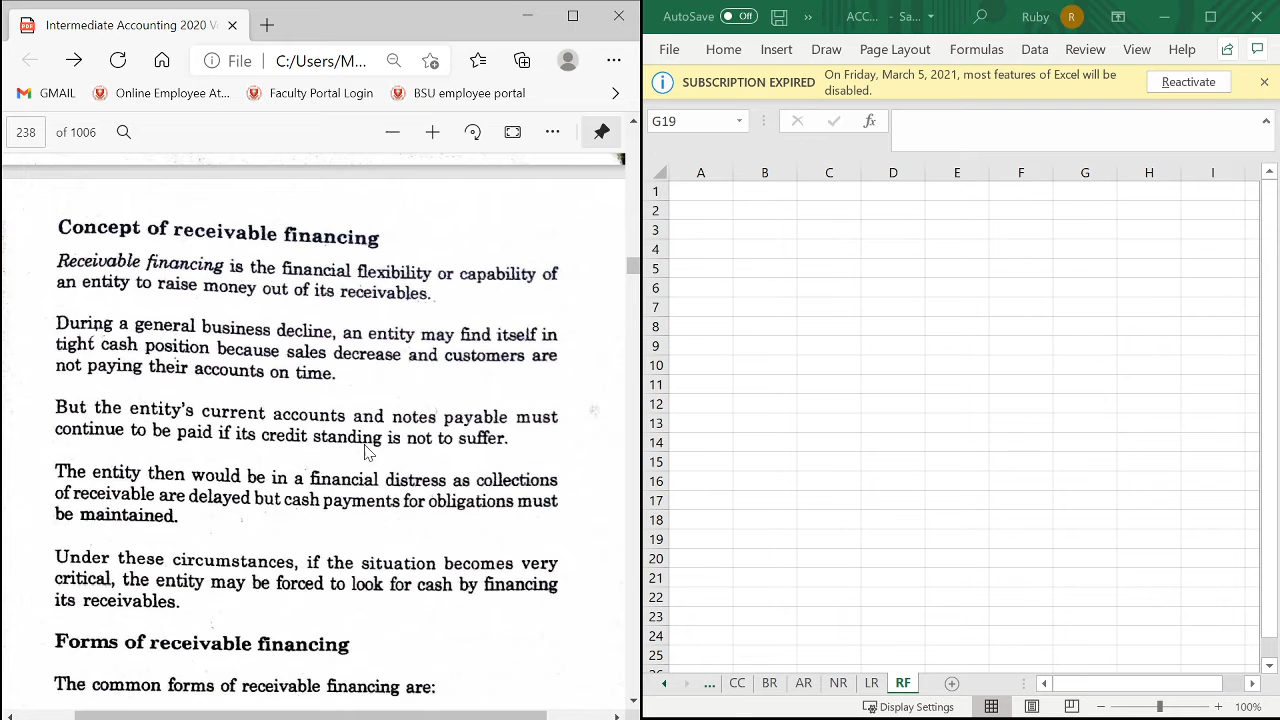 Intermediate Accounting 2020 V
File
C:/Users/M...
GMAIL
Online Employee At...
Faculty Portal Login
BSU employee portal
238
of 1006
Concept of receivable financing
Receivable financing is the financial flexibility or capability of
an entity to raise money out of its receivables.
During a general business decline, an entity may find itself in
tight cash position because sales decrease and customers are
not paying their accounts on time.
But the entity's current accounts and notes payable must
continue to be paid if its credit standing is not to suffer.
The entity then would be in a financial distress as collections
of receivable are delayed but cash payments for obligations must
be maintained.
Under these circumstances, if the situation becomes very
critical, the entity may be forced to look for cash by financing
its receivables.
Forms of receivable financing
The common forms of receivable financing are:
AutoSave Off
ACC... - Sa...
Ruby R
File Home Insert Draw Page Layout Formulas Data Review View Help
SUBSCRIPTION EXPIRED On Friday, March 5, 2021, most features of Excel will be
disabled.
Reactivate
G19
fx
A B C D E F G H I
1
2
3
4
5
6
7
8
9
10
11
12
13
14
15
16
17
18
19
20
21
22
23
24
25
... CC BR AR NR LR RF
Display Settings
100%